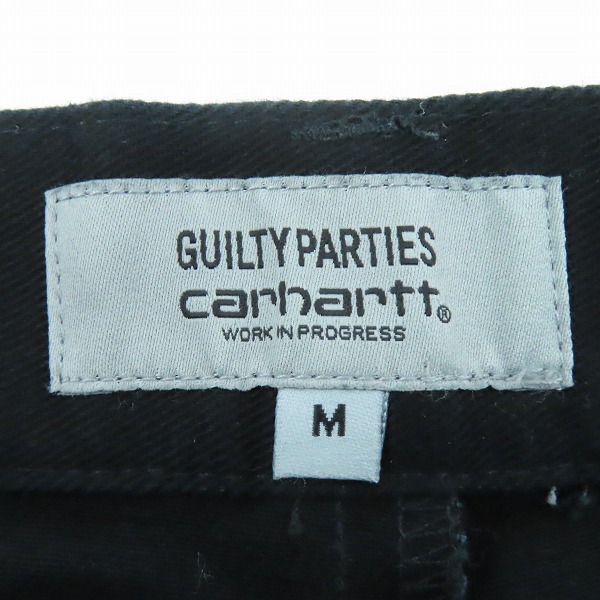 GUILTY PARTIES
carhartt®
WORK IN PROGRESS
M